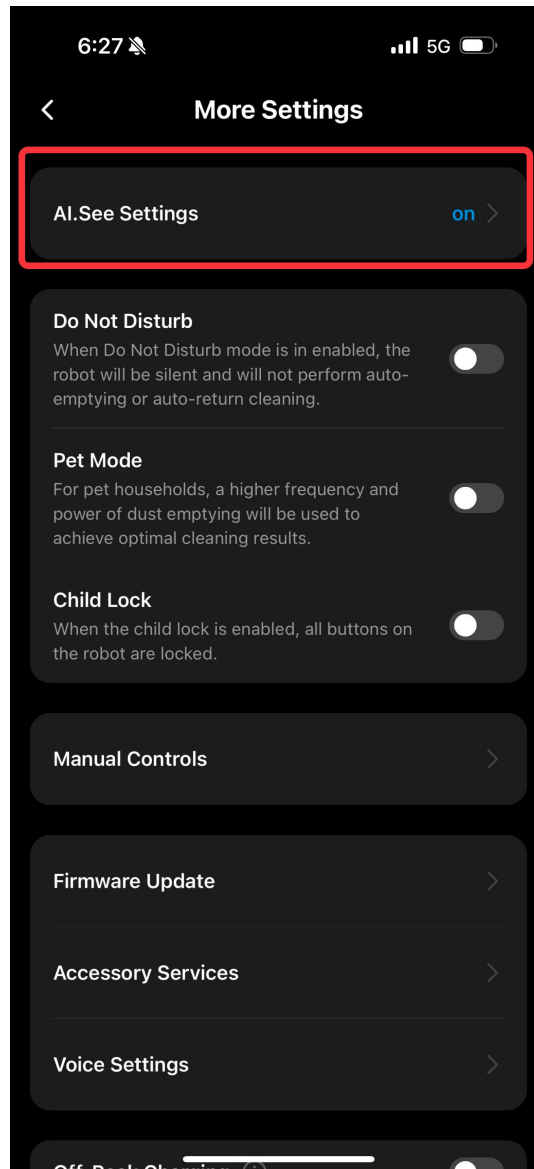 6:27
5G
More Settings
AI.See Settings
on
Do Not Disturb
When Do Not Disturb mode is in enabled, the
robot will be silent and will not perform auto-
emptying or auto-return cleaning.
Pet Mode
For pet households, a higher frequency and
power of dust emptying will be used to
achieve optimal cleaning results.
Child Lock
When the child lock is enabled, all buttons on
the robot are locked.
Manual Controls
Firmware Update
Accessory Services
Voice Settings
Off-Peak Charging